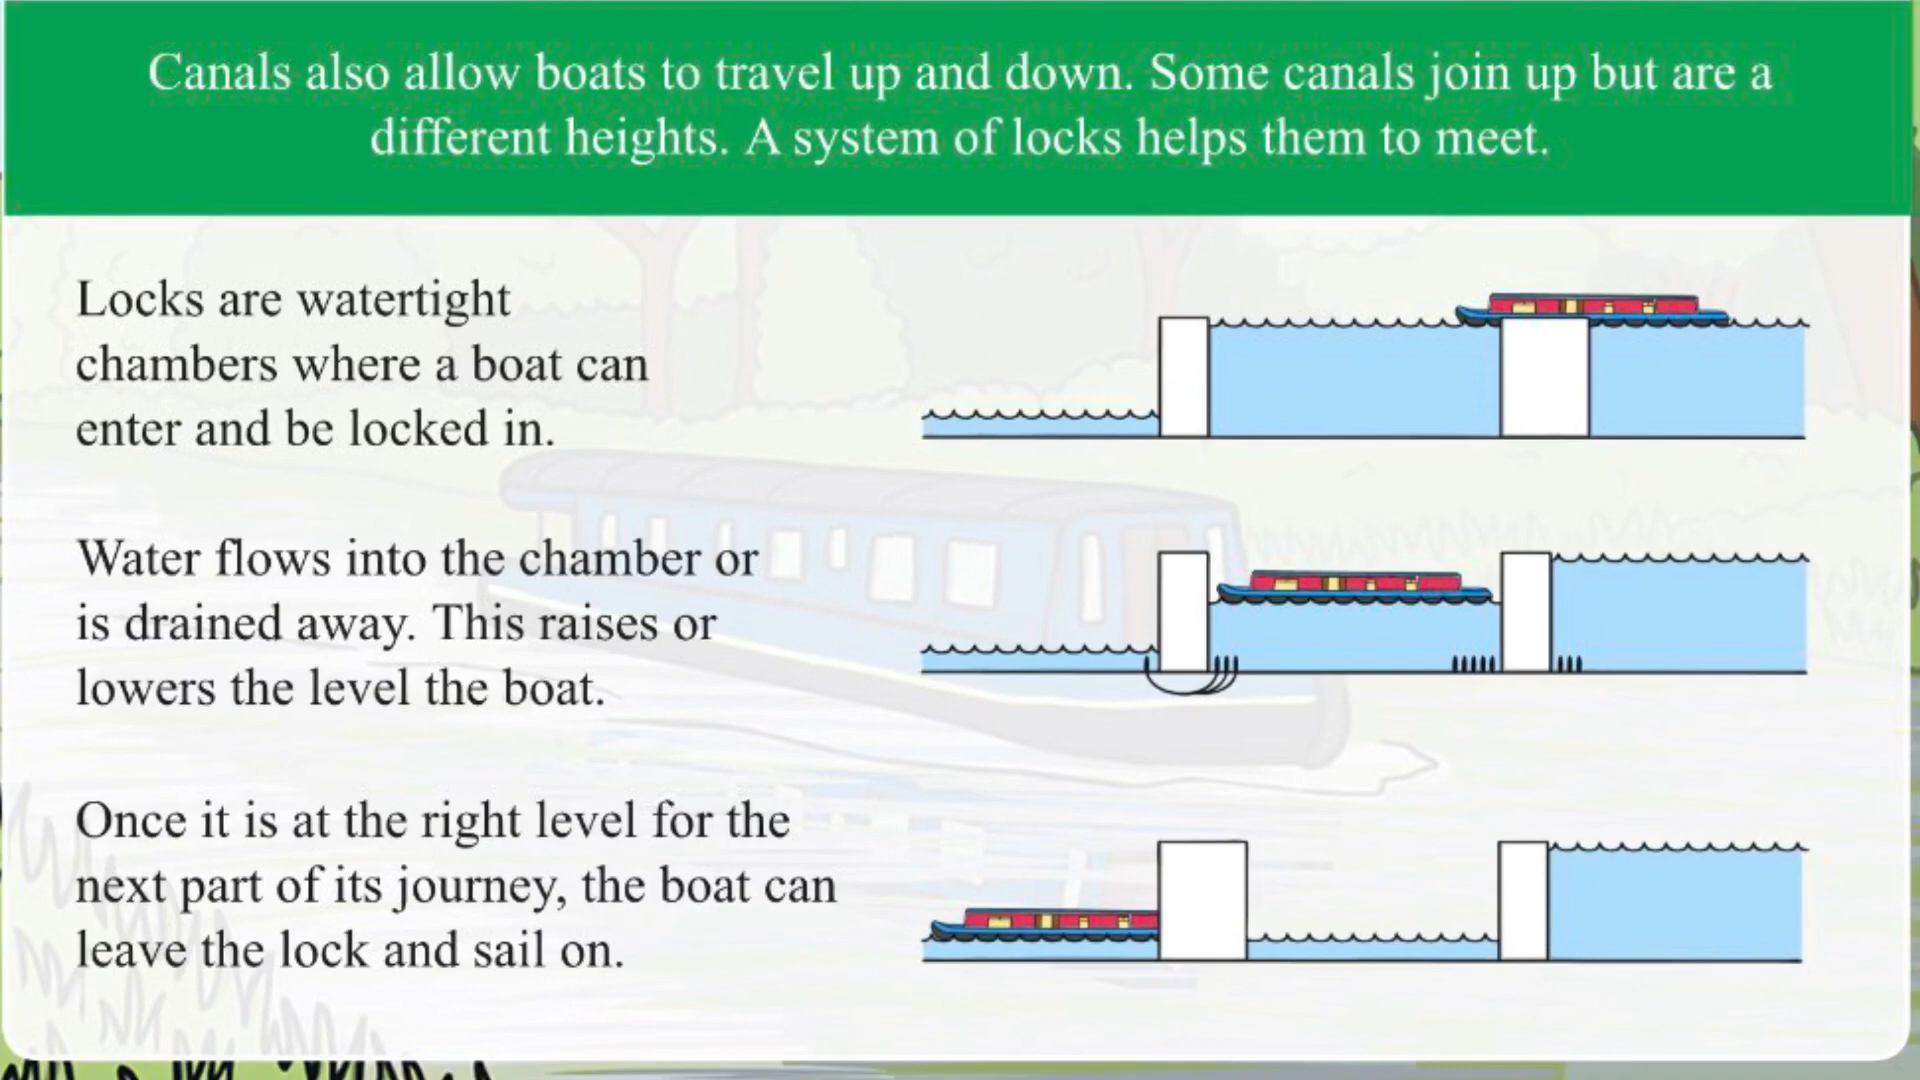 Canals also allow boats to travel up and down. Some canals join up but are a
different heights. A system of locks helps them to meet.
Locks are watertight
chambers where a boat can
enter and be locked in.
Water flows into the chamber or
is drained away. This raises or
lowers the level the boat.
Once it is at the right level for the
next part of its journey, the boat can
leave the lock and sail on.